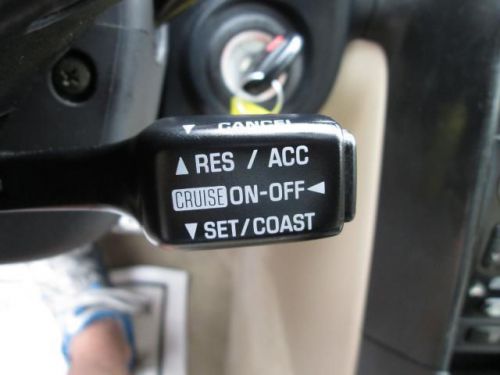 ▼ CANCEL
▲ RES / ACC
CRUISE ON-OFF ◄
▼ SET/COAST